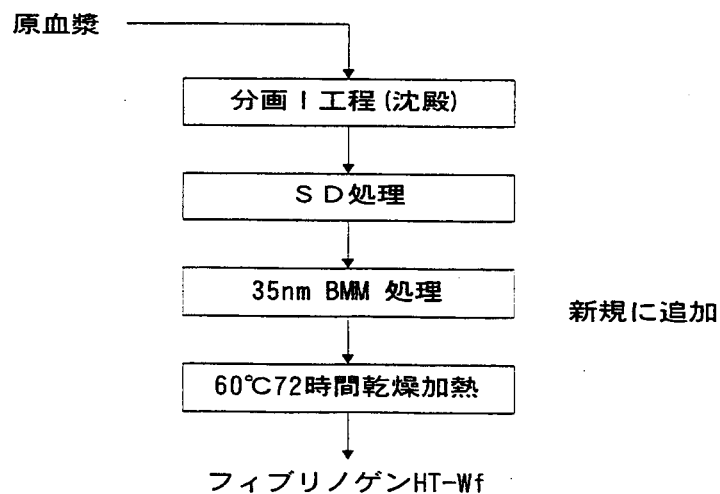 原血漿
分画Ⅰ工程(沈殿)
ＳＤ処理
35nm BMM 処理
新規に追加
60℃72時間乾燥加熱
フィブリノゲンHT-Wf